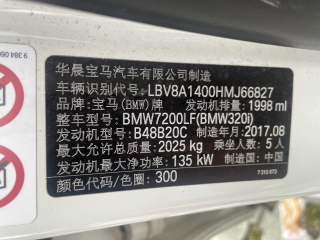 华晨宝马汽车有限公司制造
车辆识别代号: LBV8A1400HMJ66827
品牌: 宝马(BMW)牌 发动机排量: 1998 ml
整车型号: BMW7200LF(BMW320i)
发动机型号: B48B20C 制造年月: 2017.08
最大允许总质量: 2025 kg 乘坐人数: 5人
发动机最大净功率: 135 kW 制造国: 中国
颜色代码/色圈: 300